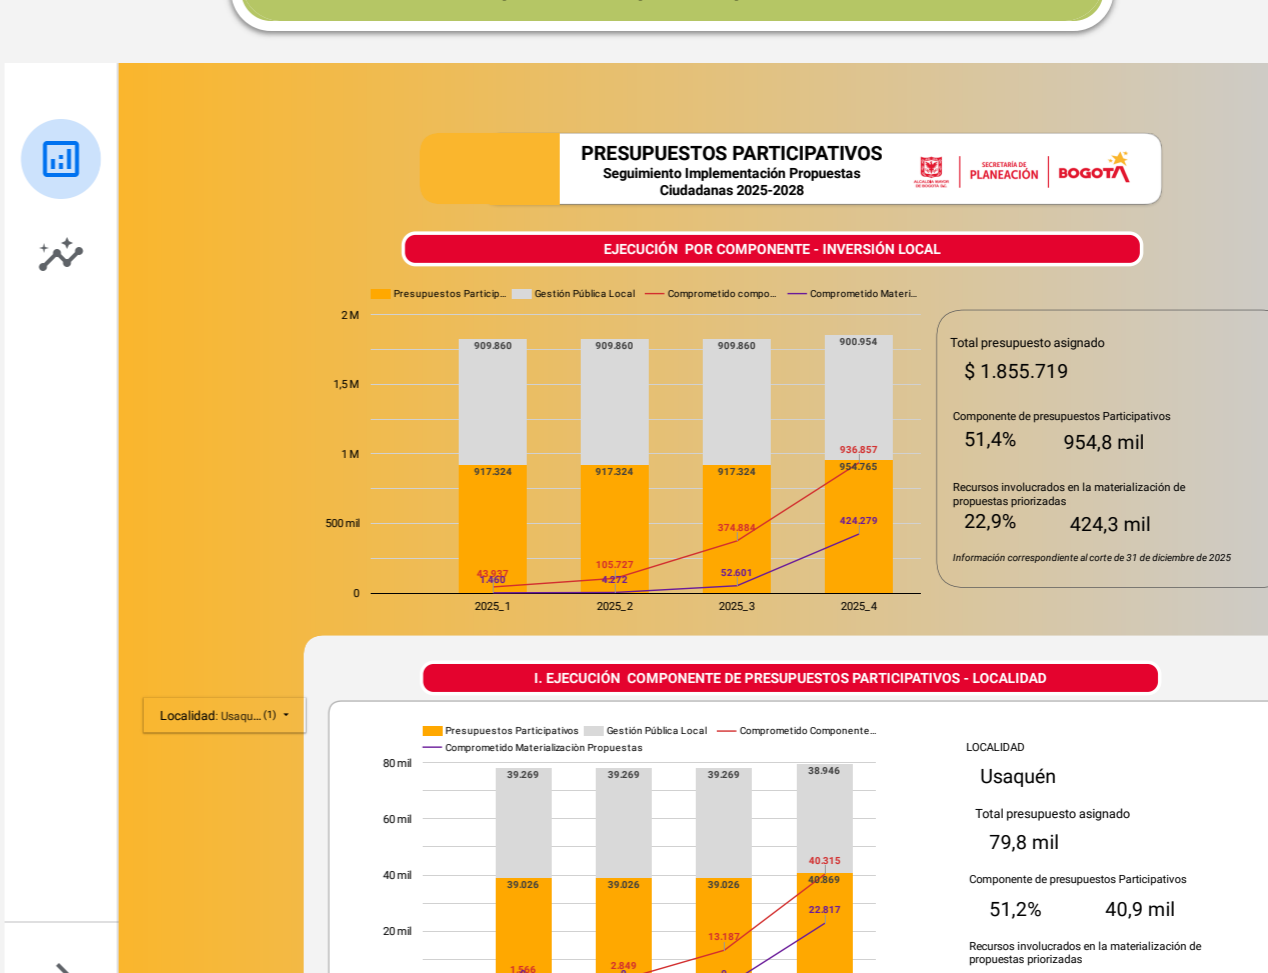 PRESUPUESTOS PARTICIPATIVOS
Seguimiento Implementación Propuestas
Ciudadanas 2025-2028
ALCALDÍA MAYOR
DE BOGOTÁ D.C.
SECRETARÍA DE
PLANEACIÓN
BOGOTÁ
EJECUCIÓN POR COMPONENTE - INVERSIÓN LOCAL
Presupuestos Particip... Gestión Pública Local Comprometido compo... Comprometido Materi...
2 M
1,5 M
1 M
500 mil
0
909.860 909.860 909.860 900.954
917.324 917.324 917.324 954.765
43.937 105.727 374.884 936.857
1.460 4.272 52.601 424.279
2025_1 2025_2 2025_3 2025_4
Total presupuesto asignado
$ 1.855.719
Componente de presupuestos Participativos
51,4% 954,8 mil
Recursos involucrados en la materialización de
propuestas priorizadas
22,9% 424,3 mil
Información correspondiente al corte de 31 de diciembre de 2025
I. EJECUCIÓN COMPONENTE DE PRESUPUESTOS PARTICIPATIVOS - LOCALIDAD
Localidad: Usaqu... (1)
Presupuestos Participativos Gestión Pública Local Comprometido Componente...
Comprometido Materializaciòn Propuestas
80 mil
60 mil
40 mil
20 mil
39.269 39.269 39.269 38.946
39.026 39.026 39.026 40.869
1.566 2.849 13.187 40.315
22.817
LOCALIDAD
Usaquén
Total presupuesto asignado
79,8 mil
Componente de presupuestos Participativos
51,2% 40,9 mil
Recursos involucrados en la materialización de
propuestas priorizadas